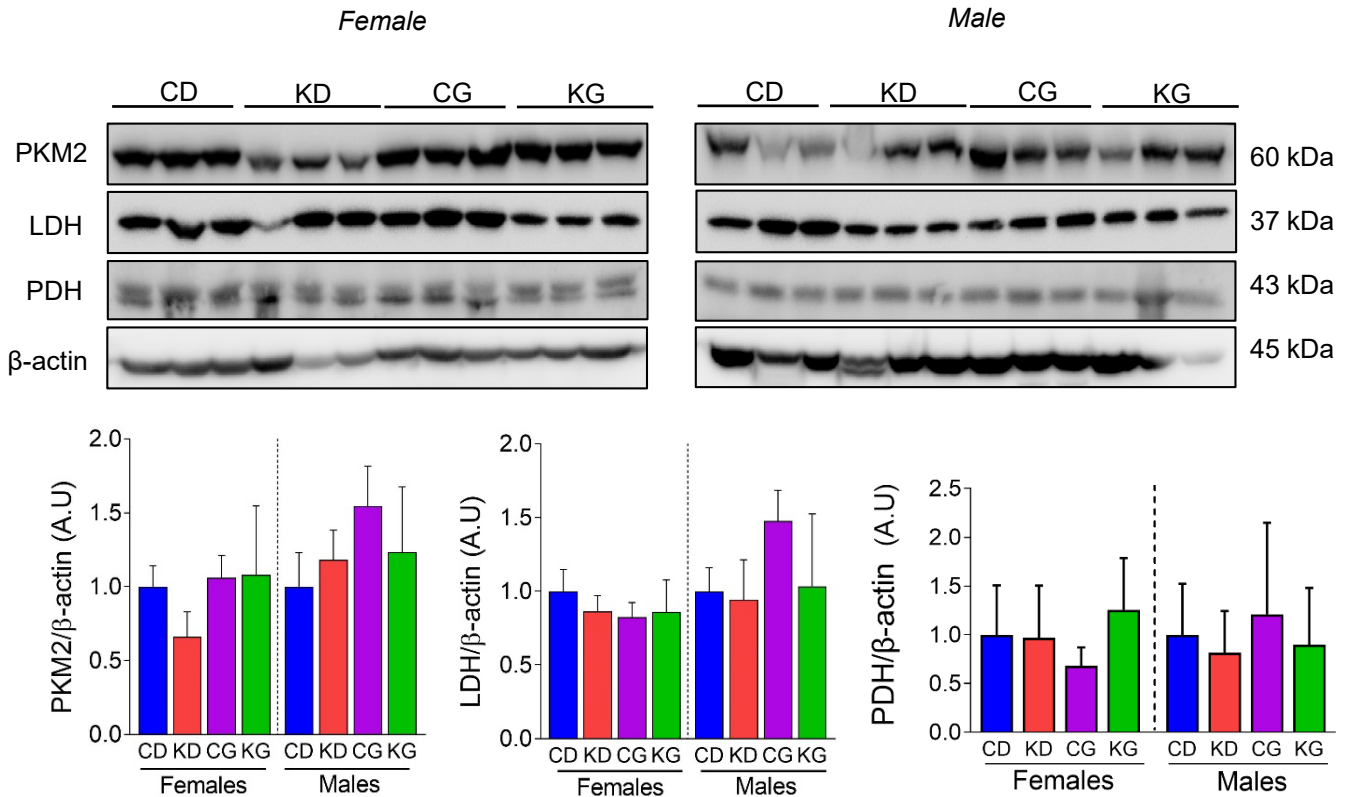 Female Male
CD KD CG KG CD KD CG KG
PKM2 60 kDa
LDH 37 kDa
PDH 43 kDa
β-actin 45 kDa
PKM2/β-actin (A.U)
2.0
1.5
1.0
0.5
0.0
CD KD CG KG CD KD CG KG
Females Males
LDH/β-actin (A.U)
2.0
1.5
1.0
0.5
0.0
CD KD CG KG CD KD CG KG
Females Males
PDH/β-actin (A.U)
2.5
2.0
1.5
1.0
0.5
0.0
CD KD CG KG CD KD CG KG
Females Males